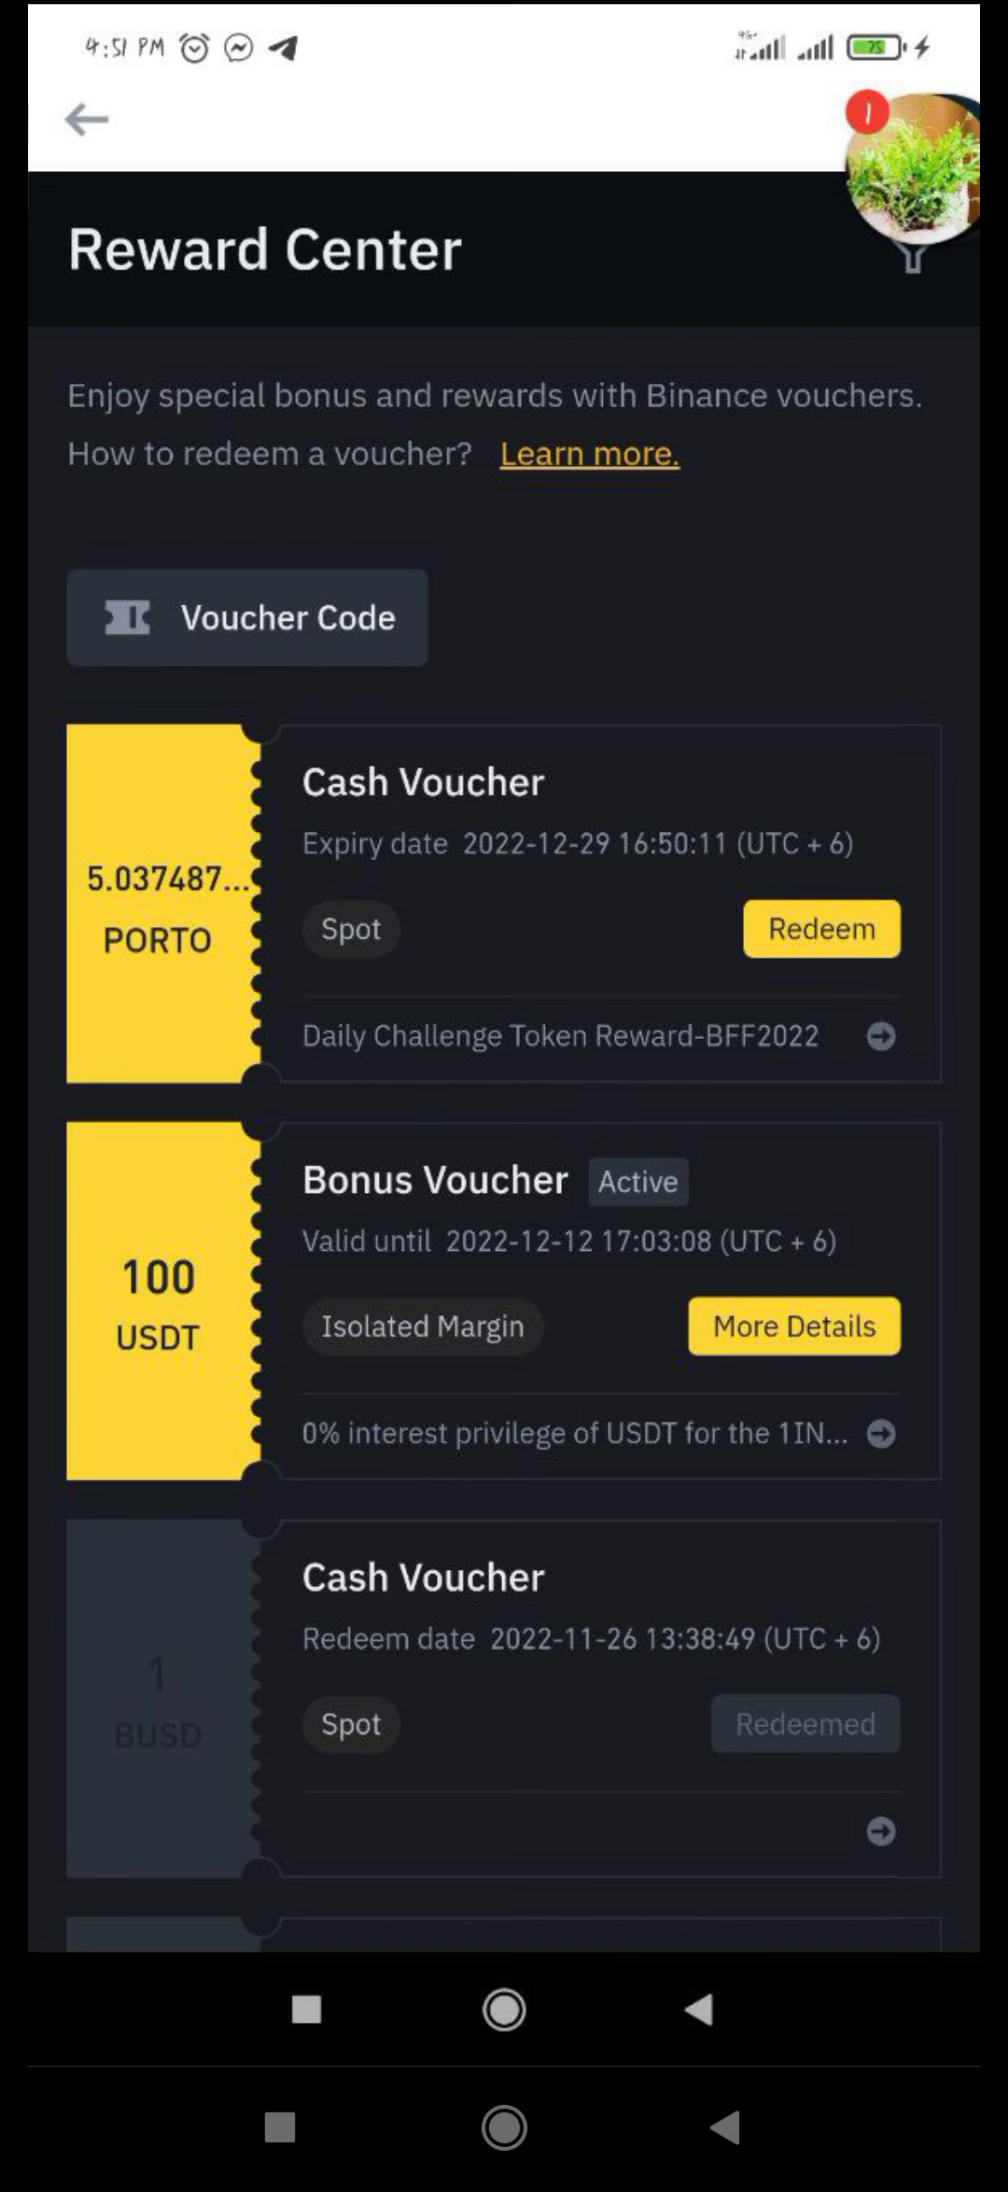 4:51 PM
4G+
75
1
Reward Center
Enjoy special bonus and rewards with Binance vouchers.
How to redeem a voucher? Learn more.
Voucher Code
5.037487...
PORTO
Cash Voucher
Expiry date 2022-12-29 16:50:11 (UTC + 6)
Spot
Redeem
Daily Challenge Token Reward-BFF2022
100
USDT
Bonus Voucher Active
Valid until 2022-12-12 17:03:08 (UTC + 6)
Isolated Margin
More Details
0% interest privilege of USDT for the 1IN...
1
BUSD
Cash Voucher
Redeem date 2022-11-26 13:38:49 (UTC + 6)
Spot
Redeemed